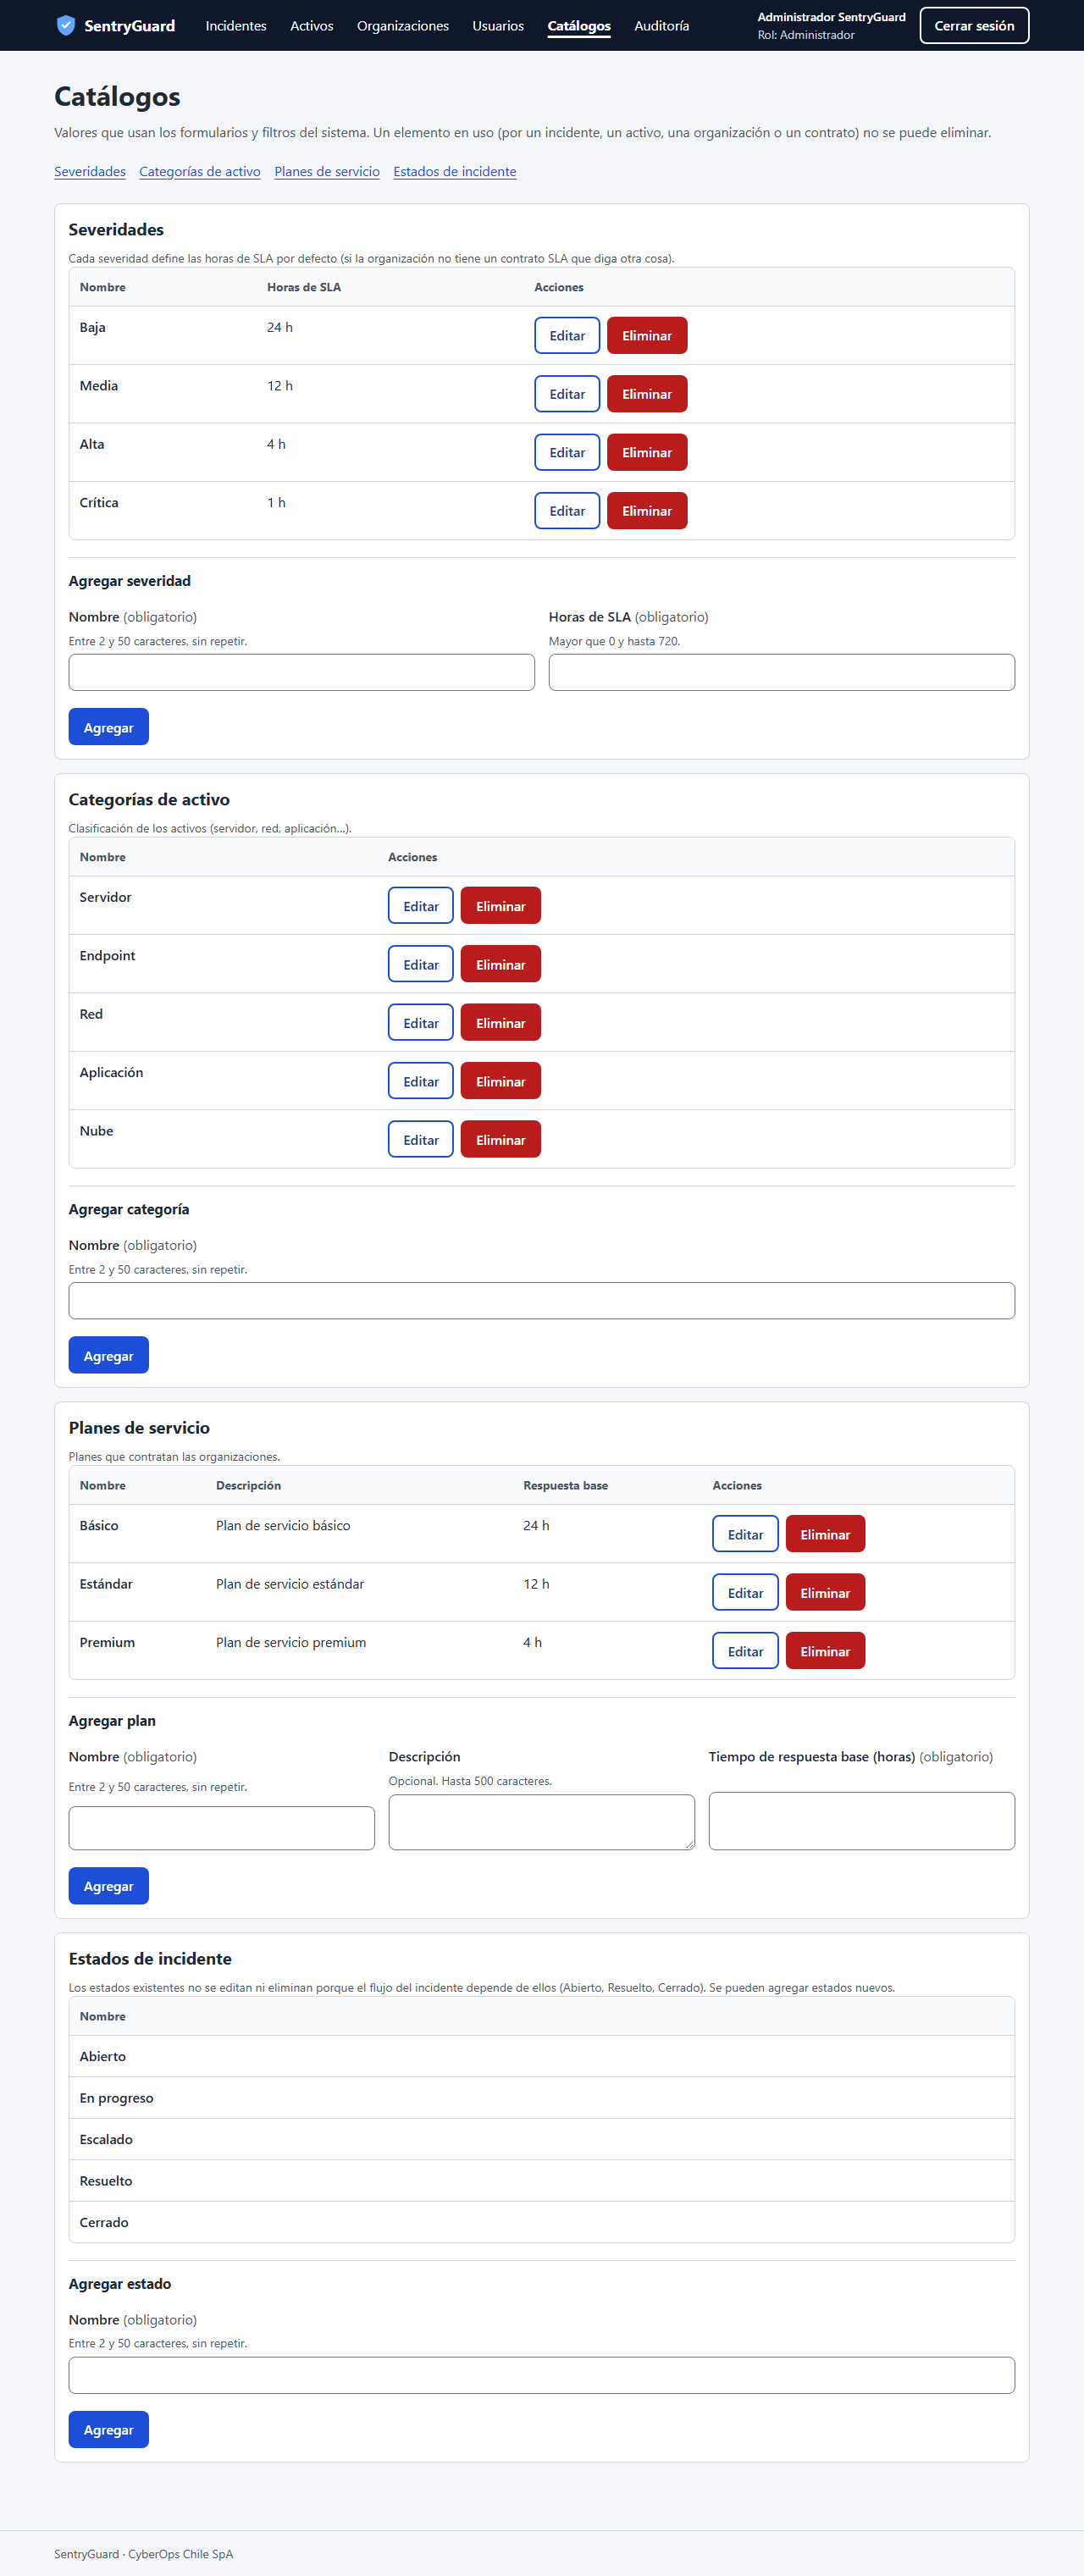 SentryGuard Incidentes Activos Organizaciones Usuarios Catálogos Auditoría Administrador SentryGuard Cerrar sesión
Rol: Administrador
Catálogos
Valores que usan los formularios y filtros del sistema. Un elemento en uso (por un incidente, un activo, una organización o un contrato) no se puede eliminar.
Severidades Categorías de activo Planes de servicio Estados de incidente
Severidades
Cada severidad define las horas de SLA por defecto (si la organización no tiene un contrato SLA que diga otra cosa).
Nombre Horas de SLA Acciones
Baja 24 h Editar Eliminar
Media 12 h Editar Eliminar
Alta 4 h Editar Eliminar
Crítica 1 h Editar Eliminar
Agregar severidad
Nombre (obligatorio) Horas de SLA (obligatorio)
Entre 2 y 50 caracteres, sin repetir. Mayor que 0 y hasta 720.
Agregar
Categorías de activo
Clasificación de los activos (servidor, red, aplicación...).
Nombre Acciones
Servidor Editar Eliminar
Endpoint Editar Eliminar
Red Editar Eliminar
Aplicación Editar Eliminar
Nube Editar Eliminar
Agregar categoría
Nombre (obligatorio)
Entre 2 y 50 caracteres, sin repetir.
Agregar
Planes de servicio
Planes que contratan las organizaciones.
Nombre Descripción Respuesta base Acciones
Básico Plan de servicio básico 24 h Editar Eliminar
Estándar Plan de servicio estándar 12 h Editar Eliminar
Premium Plan de servicio premium 4 h Editar Eliminar
Agregar plan
Nombre (obligatorio) Descripción Tiempo de respuesta base (horas) (obligatorio)
Entre 2 y 50 caracteres, sin repetir. Opcional. Hasta 500 caracteres.
Agregar
Estados de incidente
Los estados existentes no se editan ni eliminan porque el flujo del incidente depende de ellos (Abierto, Resuelto, Cerrado). Se pueden agregar estados nuevos.
Nombre
Abierto
En progreso
Escalado
Resuelto
Cerrado
Agregar estado
Nombre (obligatorio)
Entre 2 y 50 caracteres, sin repetir.
Agregar
SentryGuard · CyberOps Chile SpA